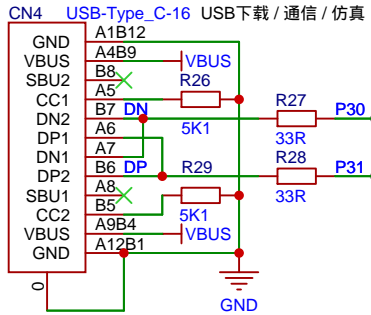 CN4 USB-Type_C-16 USB下载 / 通信 / 仿真
GND A1B12
VBUS A4B9 VBUS
SBU2 B8
CC1 A5 R26 5K1
DN2 B7 DN R27 33R P30
DP1 A6
DN1 A7
DP2 B6 DP R28 33R P31
SBU1 A8
CC2 B5 R29 5K1
VBUS A9B4 VBUS
GND A12B1
0
GND